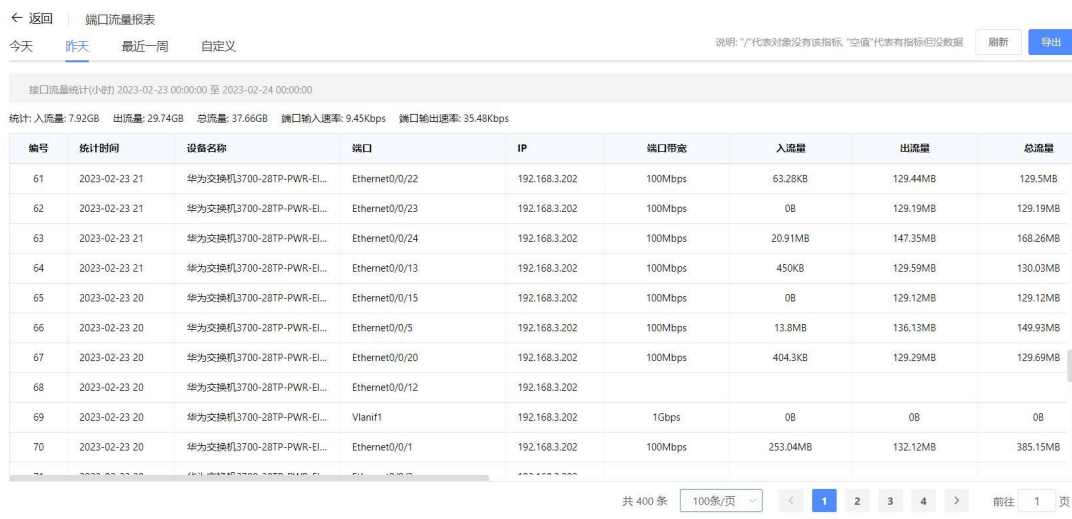 ← 返回 端口流量报表
今天 昨天 最近一周 自定义 说明: "/"代表对象没有该指标, "空值"代表有指标但没数据 刷新 导出
接口流量统计(小时) 2023-02-23 00:00:00 至 2023-02-24 00:00:00
统计: 入流量: 7.92GB 出流量: 29.74GB 总流量: 37.66GB 端口输入速率: 9.45Kbps 端口输出速率: 35.48Kbps
编号 统计时间 设备名称 端口 IP 端口带宽 入流量 出流量 总流量
61 2023-02-23 21 华为交换机3700-28TP-PWR-EI... Ethernet0/0/22 192.168.3.202 100Mbps 63.28KB 129.44MB 129.5MB
62 2023-02-23 21 华为交换机3700-28TP-PWR-EI... Ethernet0/0/23 192.168.3.202 100Mbps 0B 129.19MB 129.19MB
63 2023-02-23 21 华为交换机3700-28TP-PWR-EI... Ethernet0/0/24 192.168.3.202 100Mbps 20.91MB 147.35MB 168.26MB
64 2023-02-23 21 华为交换机3700-28TP-PWR-EI... Ethernet0/0/13 192.168.3.202 100Mbps 450KB 129.59MB 130.03MB
65 2023-02-23 20 华为交换机3700-28TP-PWR-EI... Ethernet0/0/15 192.168.3.202 100Mbps 0B 129.12MB 129.12MB
66 2023-02-23 20 华为交换机3700-28TP-PWR-EI... Ethernet0/0/5 192.168.3.202 100Mbps 13.8MB 136.13MB 149.93MB
67 2023-02-23 20 华为交换机3700-28TP-PWR-EI... Ethernet0/0/20 192.168.3.202 100Mbps 404.3KB 129.29MB 129.69MB
68 2023-02-23 20 华为交换机3700-28TP-PWR-EI... Ethernet0/0/12 192.168.3.202
69 2023-02-23 20 华为交换机3700-28TP-PWR-EI... Vlanif1 192.168.3.202 1Gbps 0B 0B 0B
70 2023-02-23 20 华为交换机3700-28TP-PWR-EI... Ethernet0/0/1 192.168.3.202 100Mbps 253.04MB 132.12MB 385.15MB
共 400 条 100条/页 < 1 2 3 4 > 前往 1 页